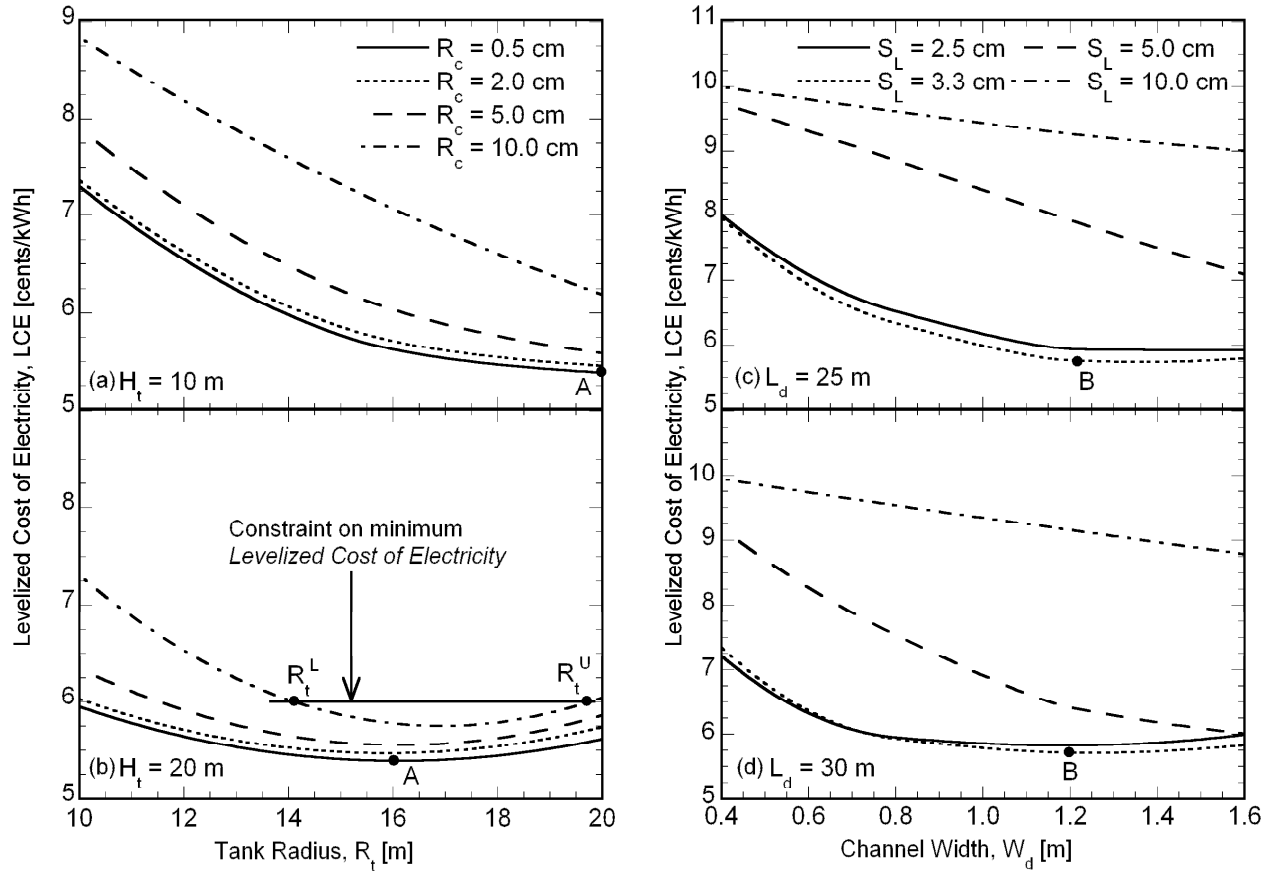 Levelized Cost of Electricity, LCE [cents/kWh]
9
8
7
6
5
R_c = 0.5 cm
R_c = 2.0 cm
R_c = 5.0 cm
R_c = 10.0 cm
(a) H_t = 10 m
A
8
7
6
5
Constraint on minimum
Levelized Cost of Electricity
R_t^L
R_t^U
(b) H_t = 20 m
A
10 12 14 16 18 20
Tank Radius, R_t [m]
Levelized Cost of Electricity, LCE [cents/kWh]
11
10
9
8
7
6
5
S_L = 2.5 cm
S_L = 5.0 cm
S_L = 3.3 cm
S_L = 10.0 cm
(c) L_d = 25 m
B
10
9
8
7
6
5
(d) L_d = 30 m
B
0.4 0.6 0.8 1.0 1.2 1.4 1.6
Channel Width, W_d [m]